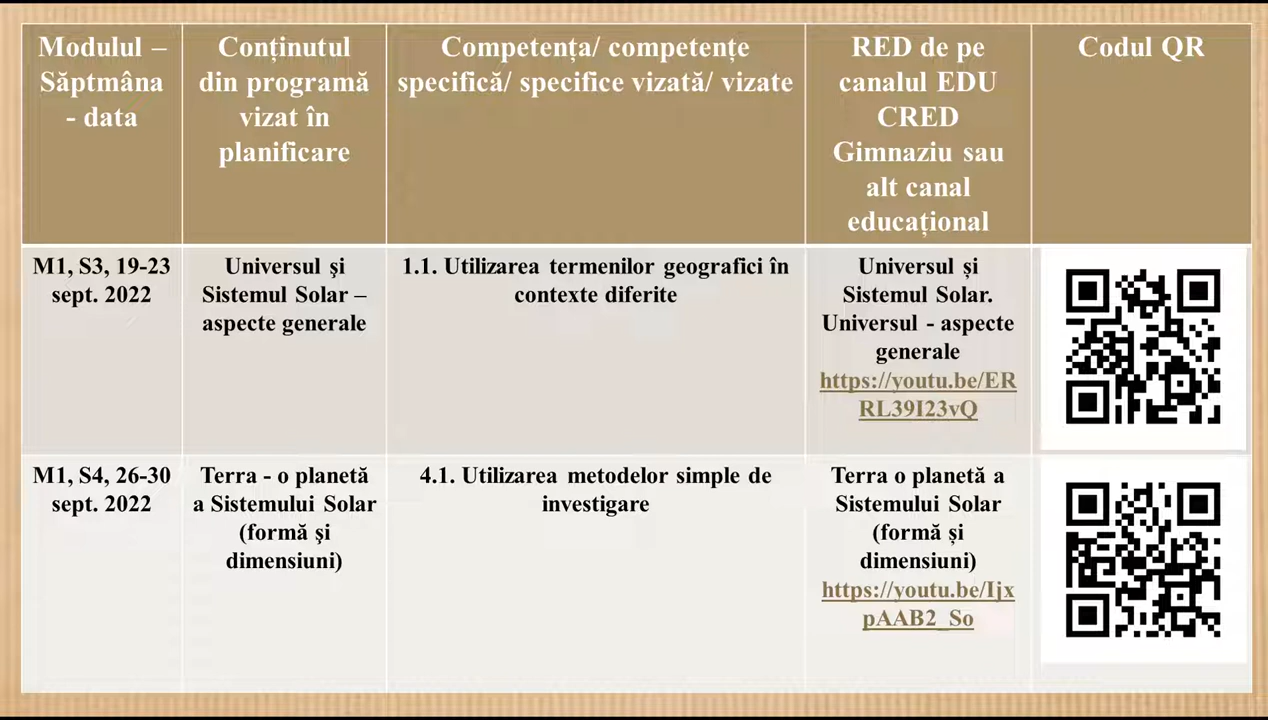 Modulul –
Săptmâna
- data
Conținutul
din programă
vizat în
planificare
Competența/ competențe
specifică/ specifice vizată/ vizate
RED de pe
canalul EDU
CRED
Gimnaziu sau
alt canal
educațional
Codul QR
M1, S3, 19-23
sept. 2022
Universul şi
Sistemul Solar –
aspecte generale
1.1. Utilizarea termenilor geografici în
contexte diferite
Universul și
Sistemul Solar.
Universul - aspecte
generale
https://youtu.be/ER
RL39I23vQ
M1, S4, 26-30
sept. 2022
Terra - o planetă
a Sistemului Solar
(formă şi
dimensiuni)
4.1. Utilizarea metodelor simple de
investigare
Terra o planetă a
Sistemului Solar
(formă și
dimensiuni)
https://youtu.be/Ijx
pAAB2_So